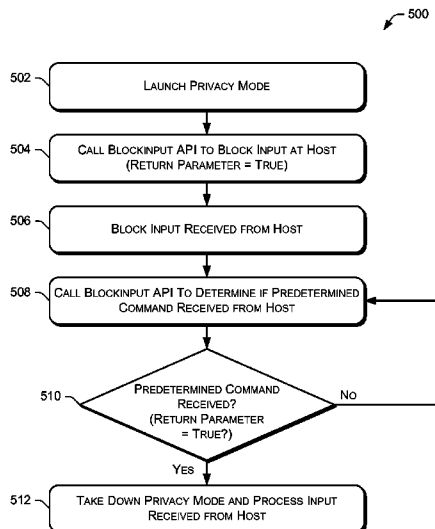 500
502
LAUNCH PRIVACY MODE
504
CALL BLOCKINPUT API TO BLOCK INPUT AT HOST
(RETURN PARAMETER = TRUE)
506
BLOCK INPUT RECEIVED FROM HOST
508
CALL BLOCKINPUT API TO DETERMINE IF PREDETERMINED
COMMAND RECEIVED FROM HOST
510
PREDETERMINED COMMAND
RECEIVED?
(RETURN PARAMETER
= TRUE?)
NO
YES
512
TAKE DOWN PRIVACY MODE AND PROCESS INPUT
RECEIVED FROM HOST